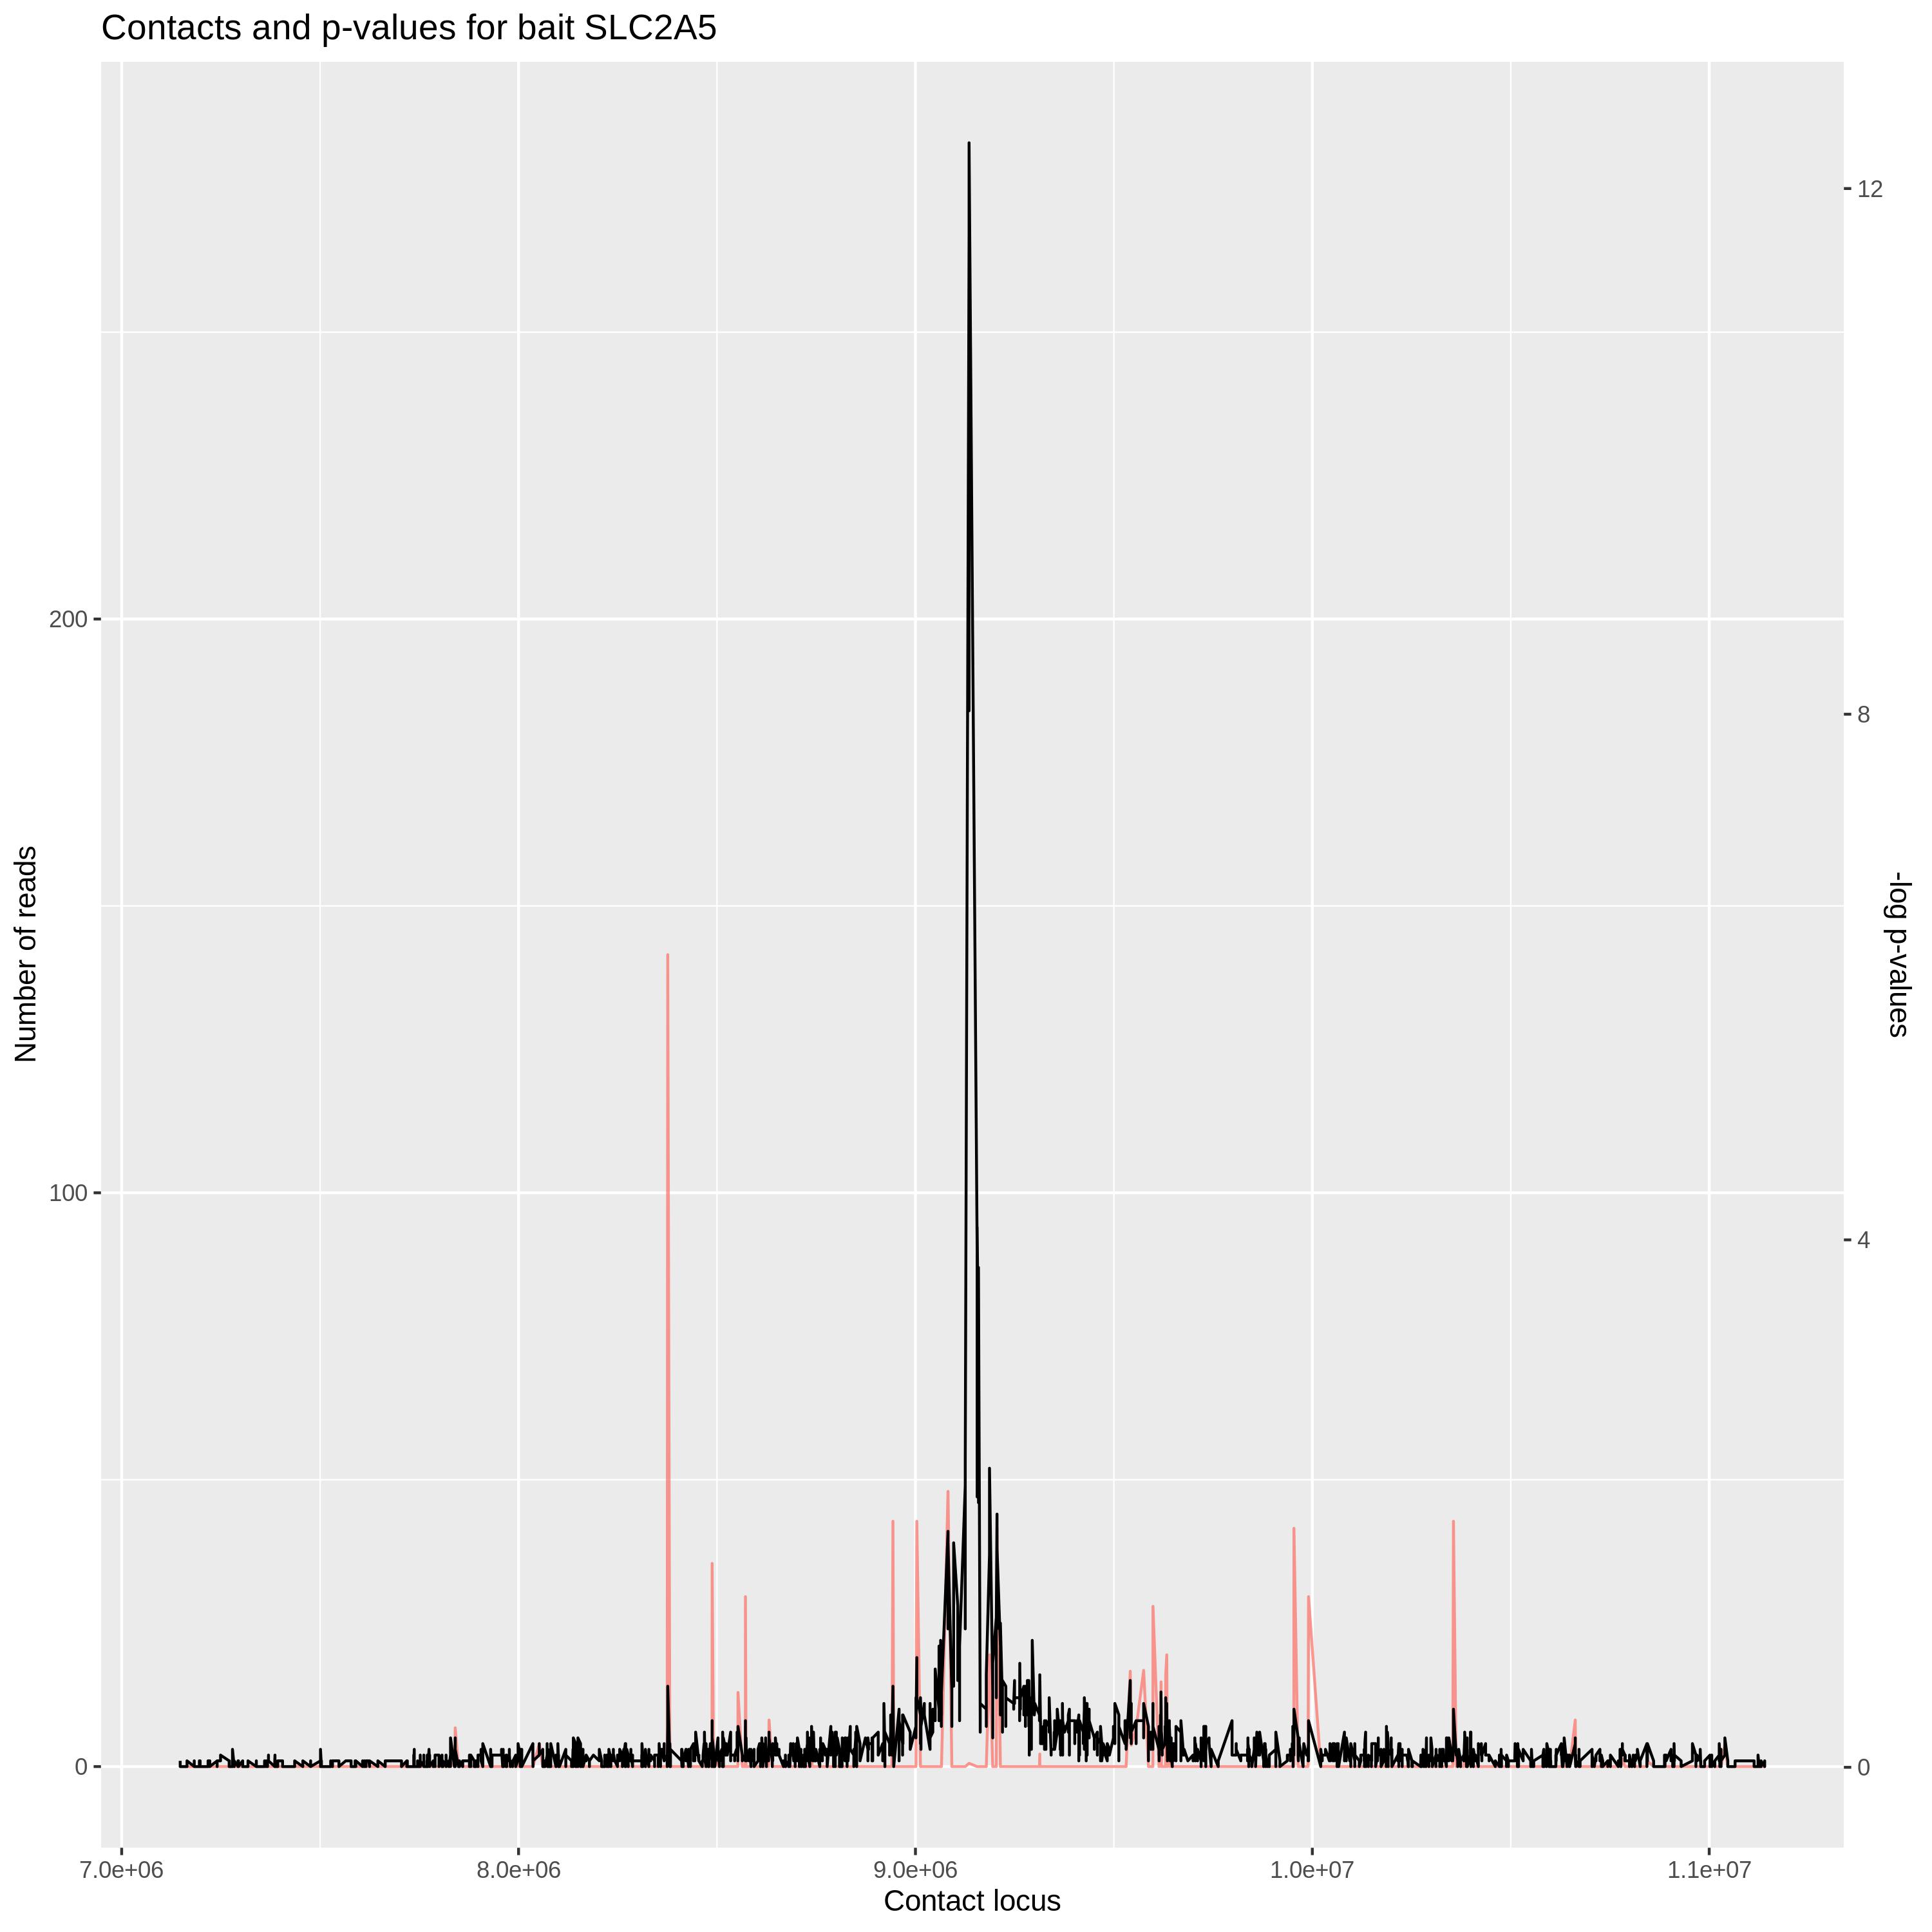 Contacts and p-values for bait SLC2A5
12
200
8
Number of reads
-log p-values
100
4
0
0
7.0e+06
8.0e+06
9.0e+06
1.0e+07
1.1e+07
Contact locus